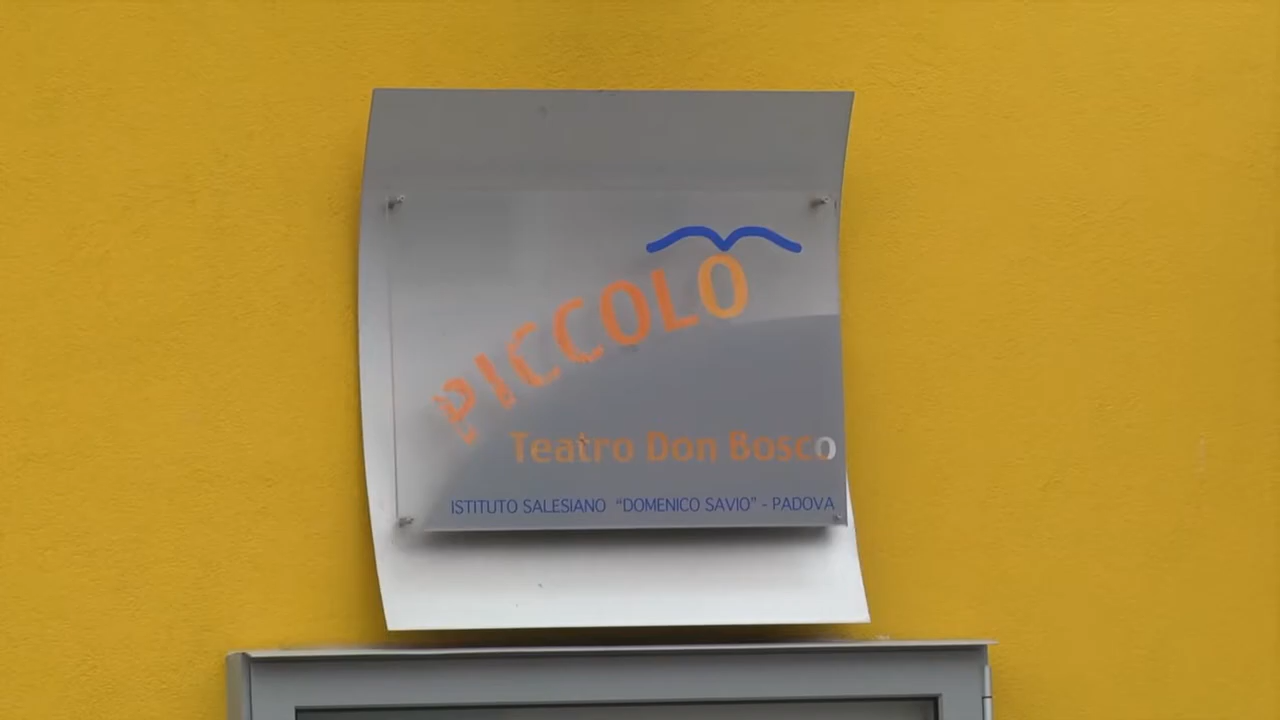 PICCOLO
Teatro Don Bosco
ISTITUTO SALESIANO "DOMENICO SAVIO" - PADOVA